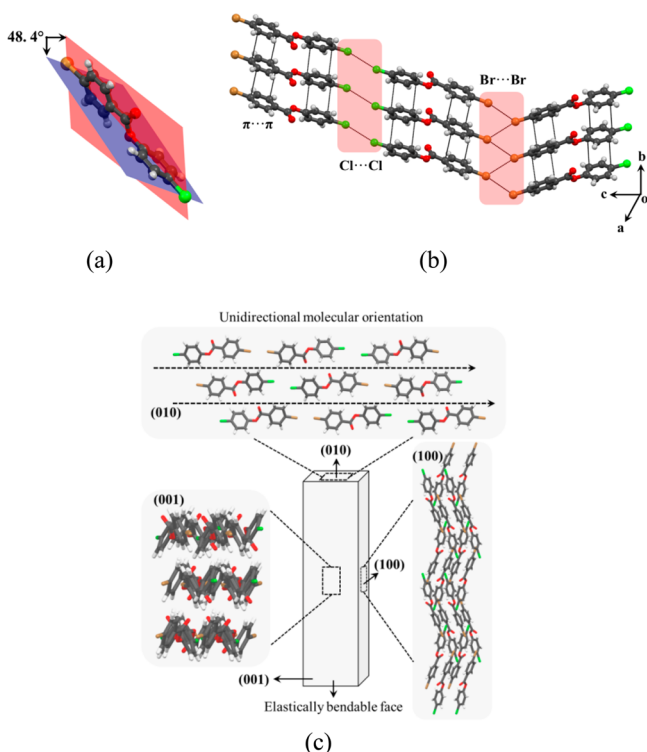 48. 4°
π⋯π
Cl⋯Cl
Br⋯Br
b
c
o
a
(a)
(b)
Unidirectional molecular orientation
(010)
(010)
(100)
(001)
(100)
(001)
Elastically bendable face
(c)